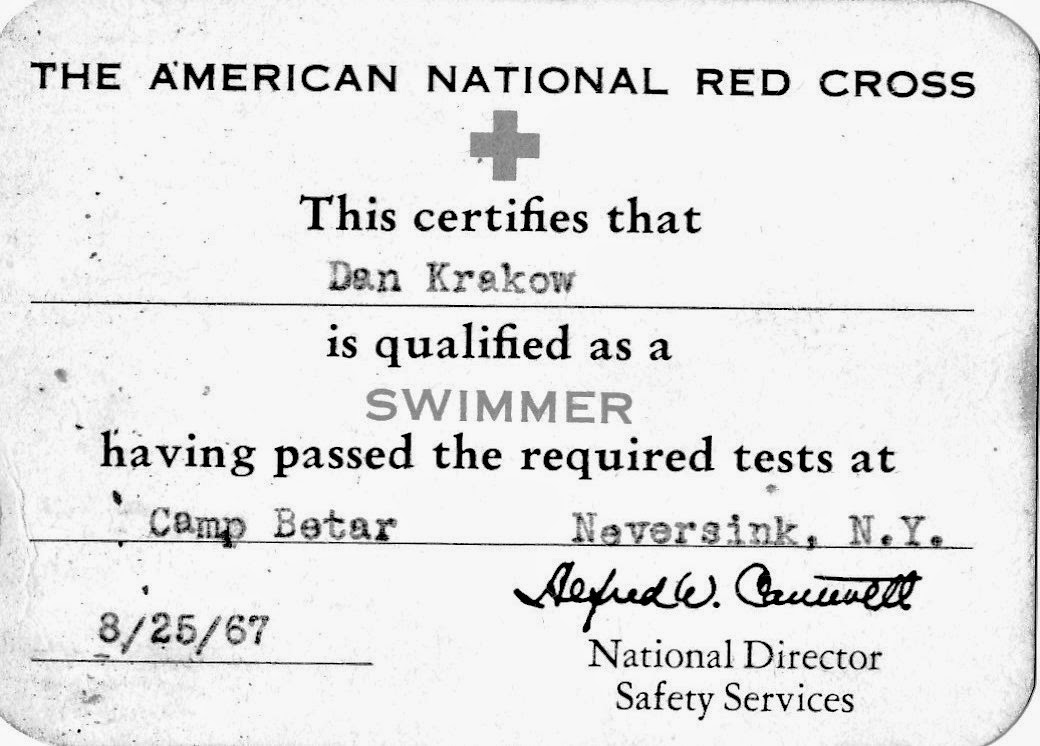 THE AMERICAN NATIONAL RED CROSS
This certifies that
Dan Krakow
is qualified as a
SWIMMER
having passed the required tests at
Camp Betar Neversink, N.Y.
Alfred W. Cantwell
8/25/67
National Director
Safety Services